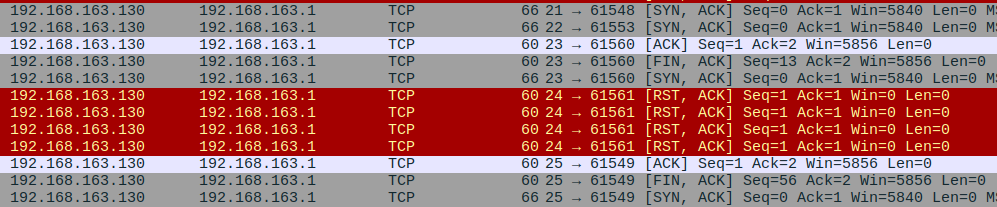 192.168.163.130 192.168.163.1 TCP 66 21 → 61548 [SYN, ACK] Seq=0 Ack=1 Win=5840 Len=0 MS
192.168.163.130 192.168.163.1 TCP 66 22 → 61553 [SYN, ACK] Seq=0 Ack=1 Win=5840 Len=0 MS
192.168.163.130 192.168.163.1 TCP 60 23 → 61560 [ACK] Seq=1 Ack=2 Win=5856 Len=0
192.168.163.130 192.168.163.1 TCP 60 23 → 61560 [FIN, ACK] Seq=13 Ack=2 Win=5856 Len=0
192.168.163.130 192.168.163.1 TCP 66 23 → 61560 [SYN, ACK] Seq=0 Ack=1 Win=5840 Len=0 MS
192.168.163.130 192.168.163.1 TCP 60 24 → 61561 [RST, ACK] Seq=1 Ack=1 Win=0 Len=0
192.168.163.130 192.168.163.1 TCP 60 24 → 61561 [RST, ACK] Seq=1 Ack=1 Win=0 Len=0
192.168.163.130 192.168.163.1 TCP 60 24 → 61561 [RST, ACK] Seq=1 Ack=1 Win=0 Len=0
192.168.163.130 192.168.163.1 TCP 60 24 → 61561 [RST, ACK] Seq=1 Ack=1 Win=0 Len=0
192.168.163.130 192.168.163.1 TCP 60 25 → 61549 [ACK] Seq=1 Ack=2 Win=5856 Len=0
192.168.163.130 192.168.163.1 TCP 60 25 → 61549 [FIN, ACK] Seq=56 Ack=2 Win=5856 Len=0
192.168.163.130 192.168.163.1 TCP 66 25 → 61549 [SYN, ACK] Seq=0 Ack=1 Win=5840 Len=0 MS